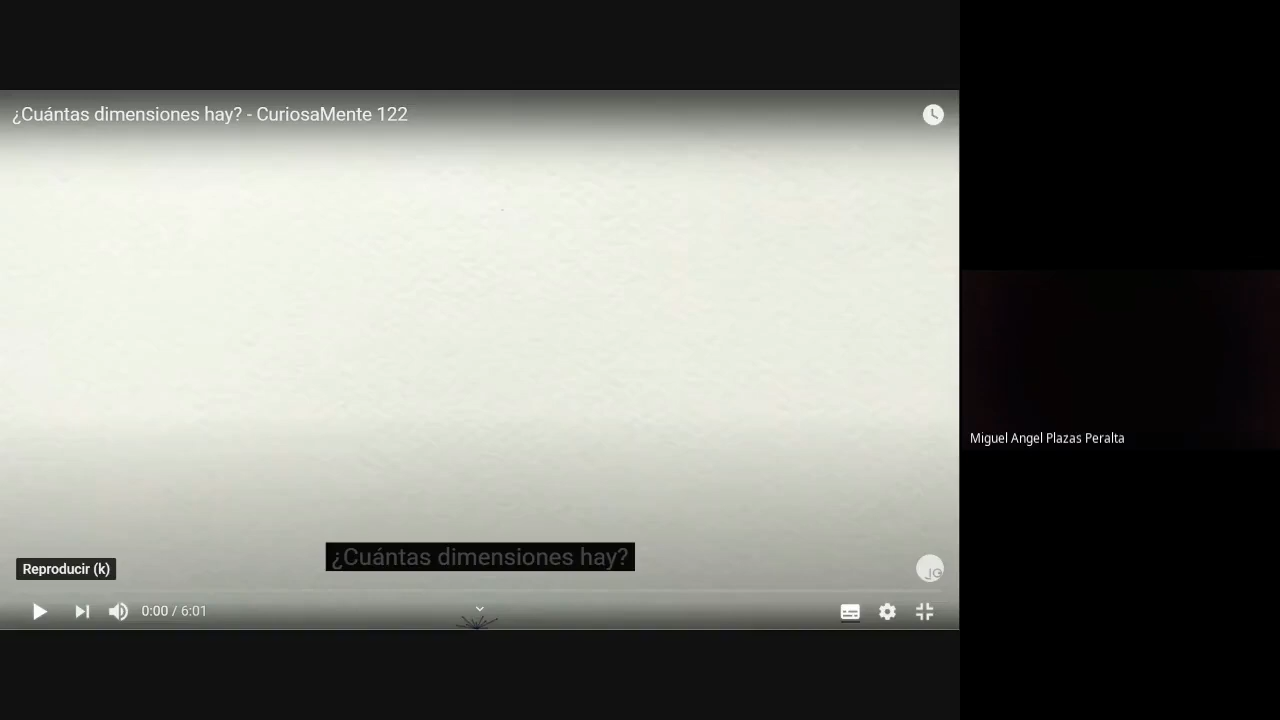 ¿Cuántas dimensiones hay? - CuriosaMente 122
Miguel Angel Plazas Peralta
¿Cuántas dimensiones hay?
Reproducir (k)
0:00 / 6:01